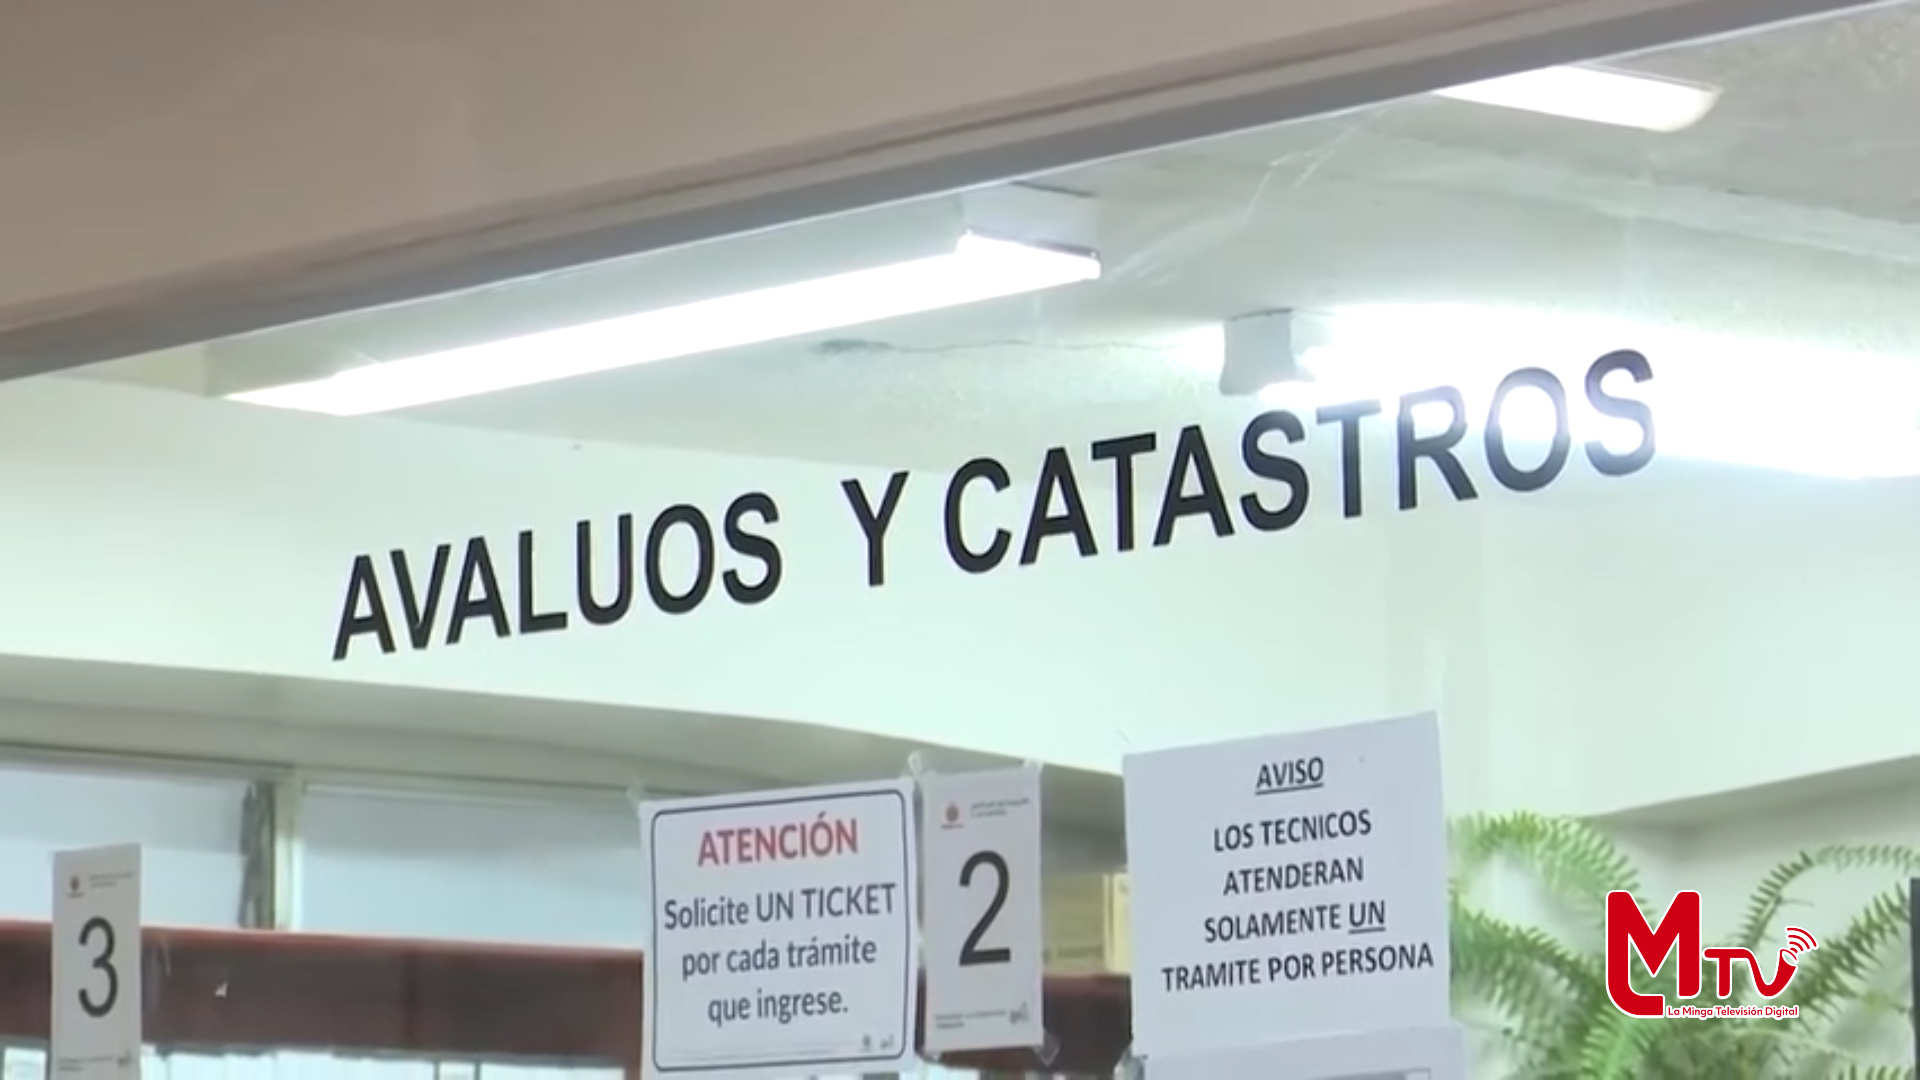 AVALUOS Y CATASTROS
3
ATENCIÓN
Solicite UN TICKET
por cada trámite
que ingrese.
2
AVISO
LOS TECNICOS
ATENDERAN
SOLAMENTE UN
TRAMITE POR PERSONA
MTV
La Minga Televisión Digital